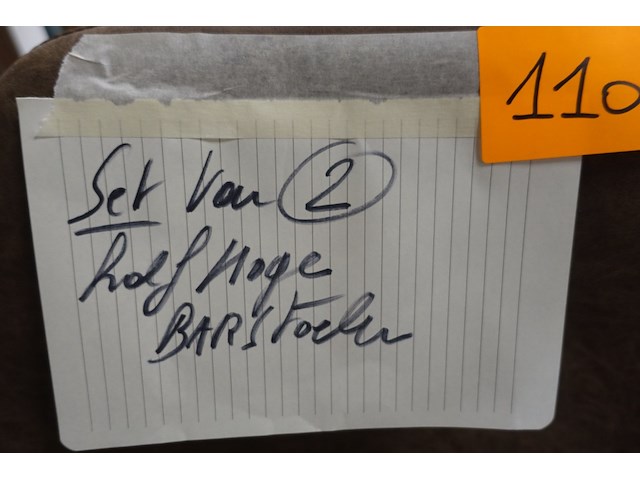 110
Set Van 2
half Hoge
BARStoelen